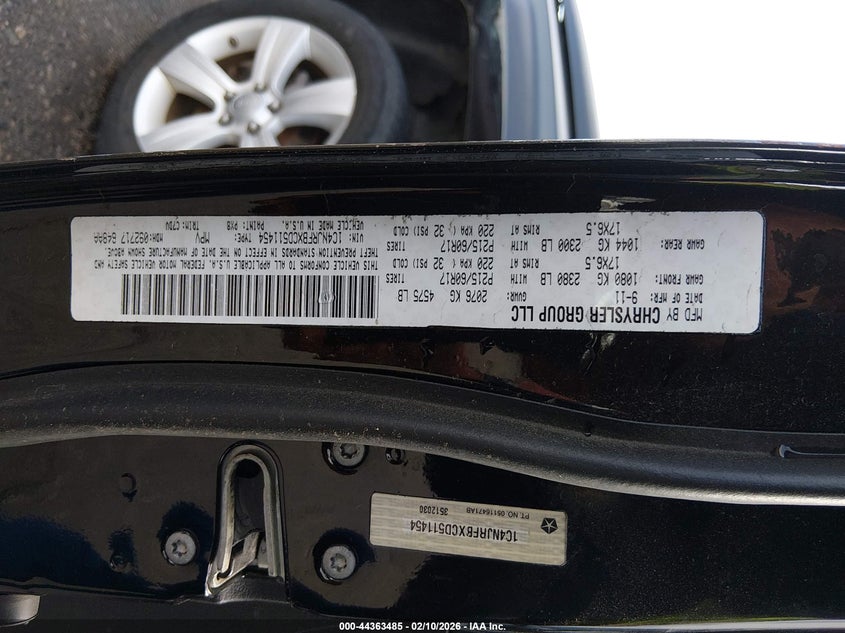 MFD BY CHRYSLER GROUP LLC
DATE OF MFR: 9-11 GVWR: 2076 KG 4575 LB
GAWR FRONT: 1080 KG 2380 LB WITH P215/60R17 TIRES
17X6.5 RIMS AT 220 KPA ( 32 PSI) COLD
GAWR REAR: 1044 KG 2300 LB WITH P215/60R17 TIRES
17X6.5 RIMS AT 220 KPA ( 32 PSI) COLD
THIS VEHICLE CONFORMS TO ALL APPLICABLE U.S.A. FEDERAL MOTOR VEHICLE SAFETY AND
THEFT PREVENTION STANDARDS IN EFFECT ON THE DATE OF MANUFACTURE SHOWN ABOVE.
VIN: 1C4NJRFBXCD511454 TYPE: MPV MDH: 092717 849AA
VEHICLE MADE IN U.S.A. PAINT: PX8 TRIM: C7DV
1C4NJRFBXCD511454
PT. NO. 05116471AB
3512030
000-44363485 - 02/10/2026 - IAA Inc.